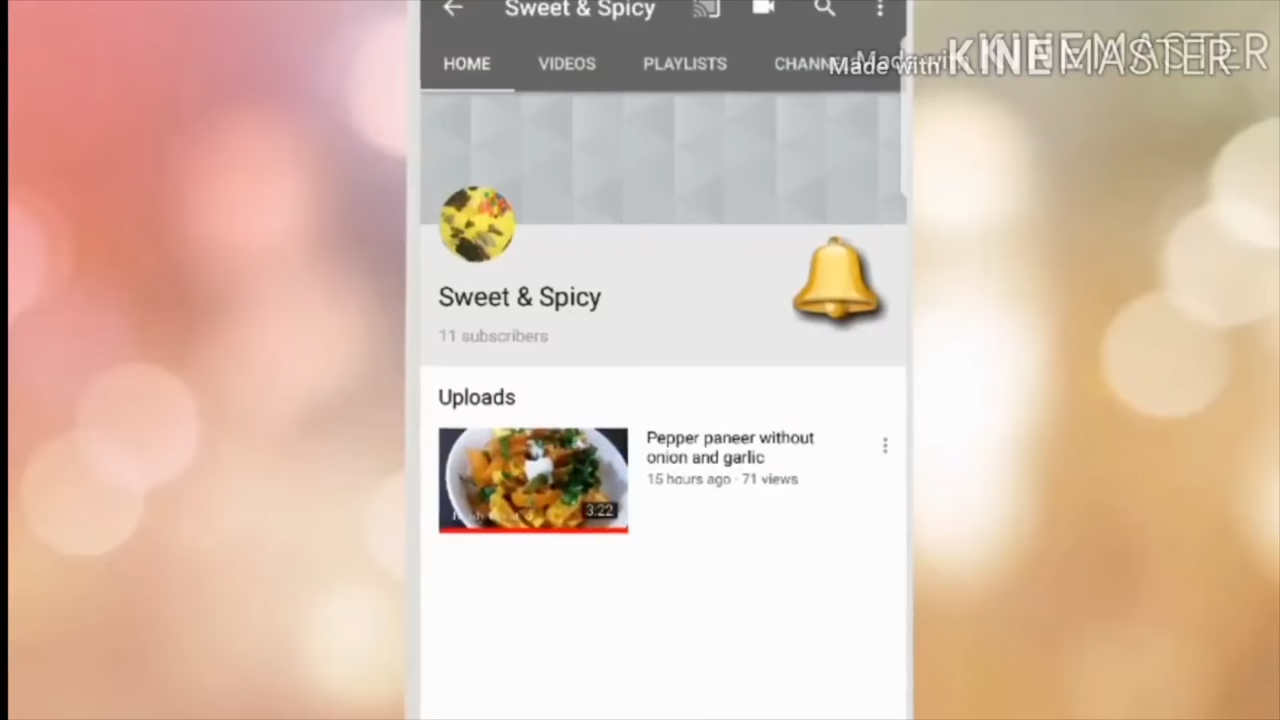 Sweet & Spicy
HOME VIDEOS PLAYLISTS
Made with KINEMASTER
KINEMASTER
Sweet & Spicy
11 subscribers
Uploads
Pepper paneer without
onion and garlic
15 hours ago · 71 views
3:22